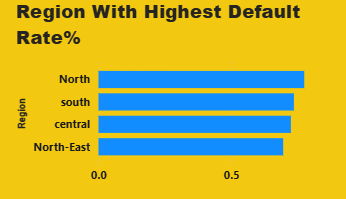 Region With Highest Default
Rate%
North
south
central
North-East
Region
0.0
0.5